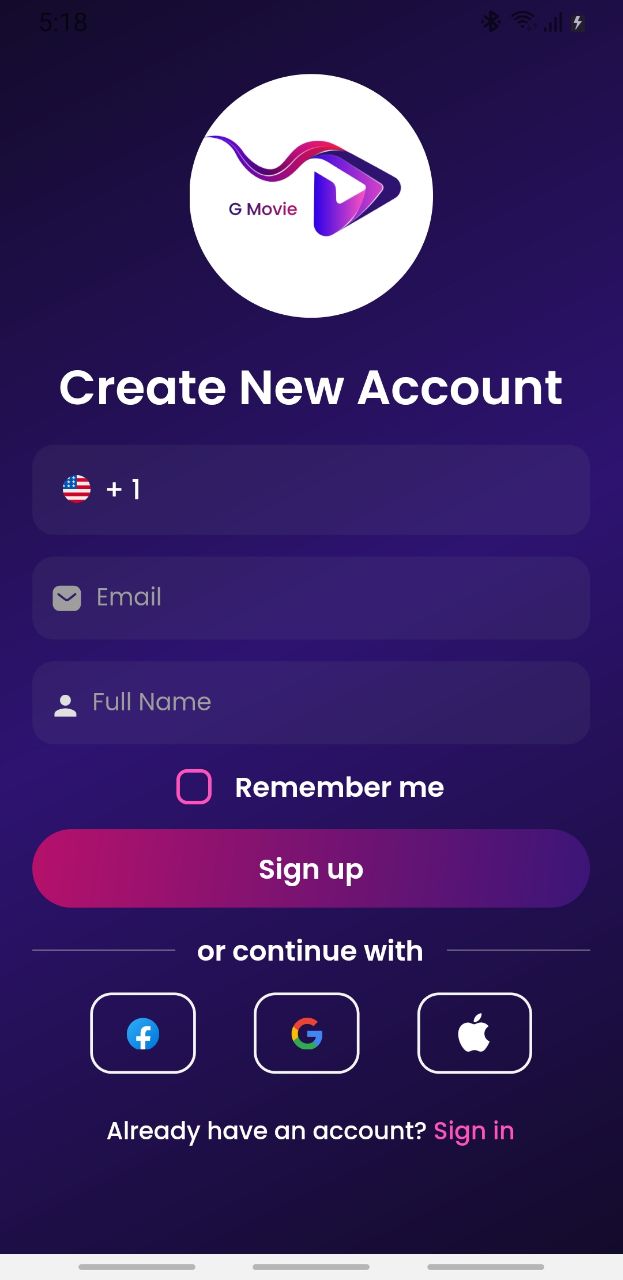 5:18
G Movie
Create New Account
+ 1
Email
Full Name
Remember me
Sign up
or continue with
Already have an account? Sign in